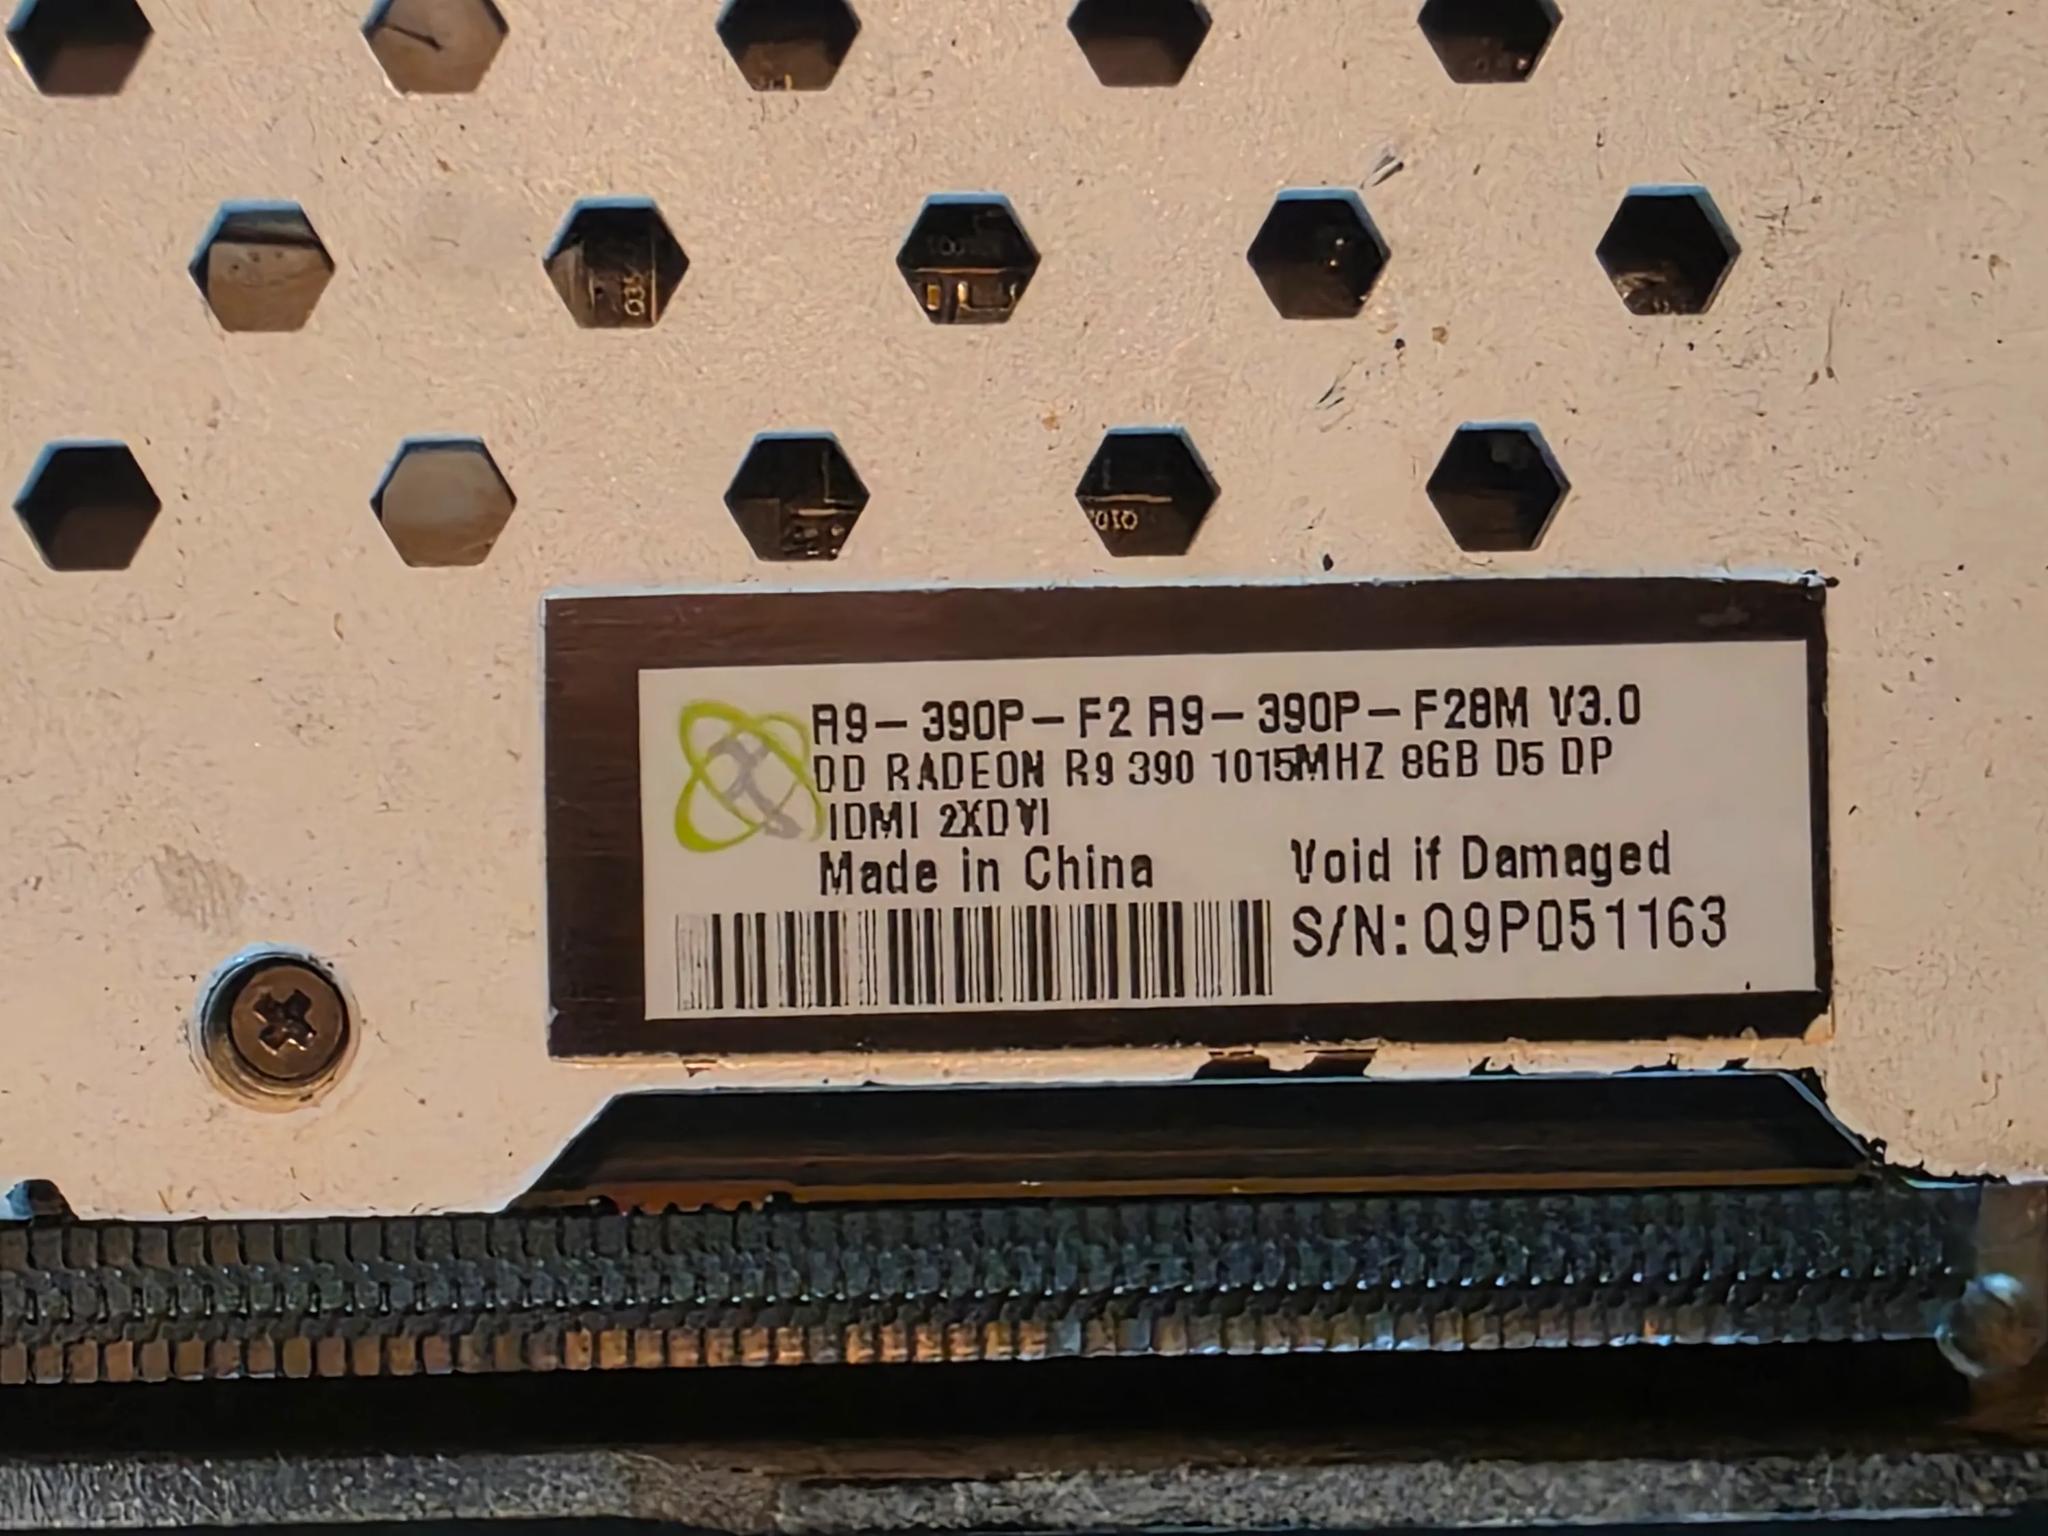 R9-390P-F2 R9-390P-F28M V3.0
DD RADEON R9 390 1015MHZ 8GB D5 DP
IDMI 2XDVI
Made in China
Void if Damaged
S/N: Q9P051163